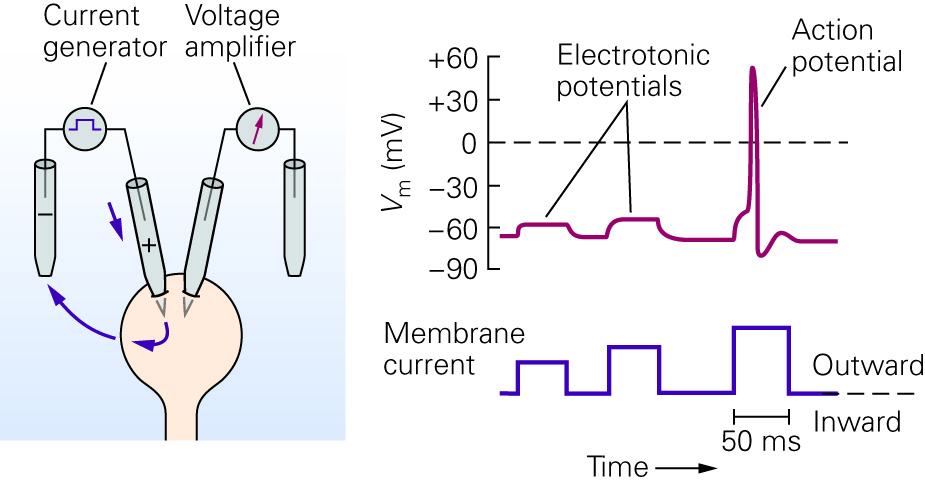 Current generator
Voltage amplifier
−
+
Electrotonic potentials
Action potential
+60
+30
0
−30
−60
−90
Vm (mV)
Membrane current
Outward
Inward
50 ms
Time